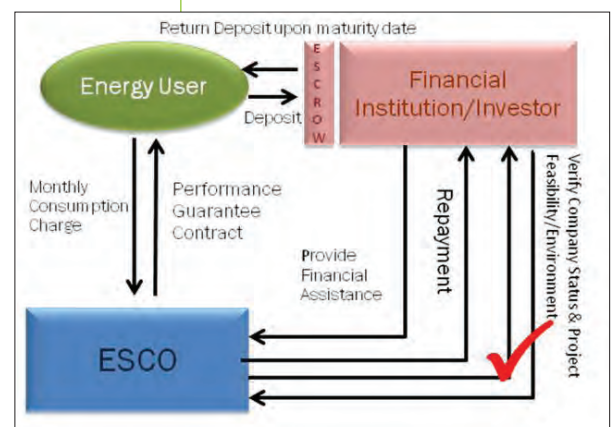 Return Deposit upon maturity date
Energy User
Deposit
ESCROW
Financial
Institution/Investor
Monthly
Consumption
Charge
Performance
Guarantee
Contract
Provide
Financial
Assistance
Repayment
Verify Company Status & Project
Feasibility/Environment
ESCO